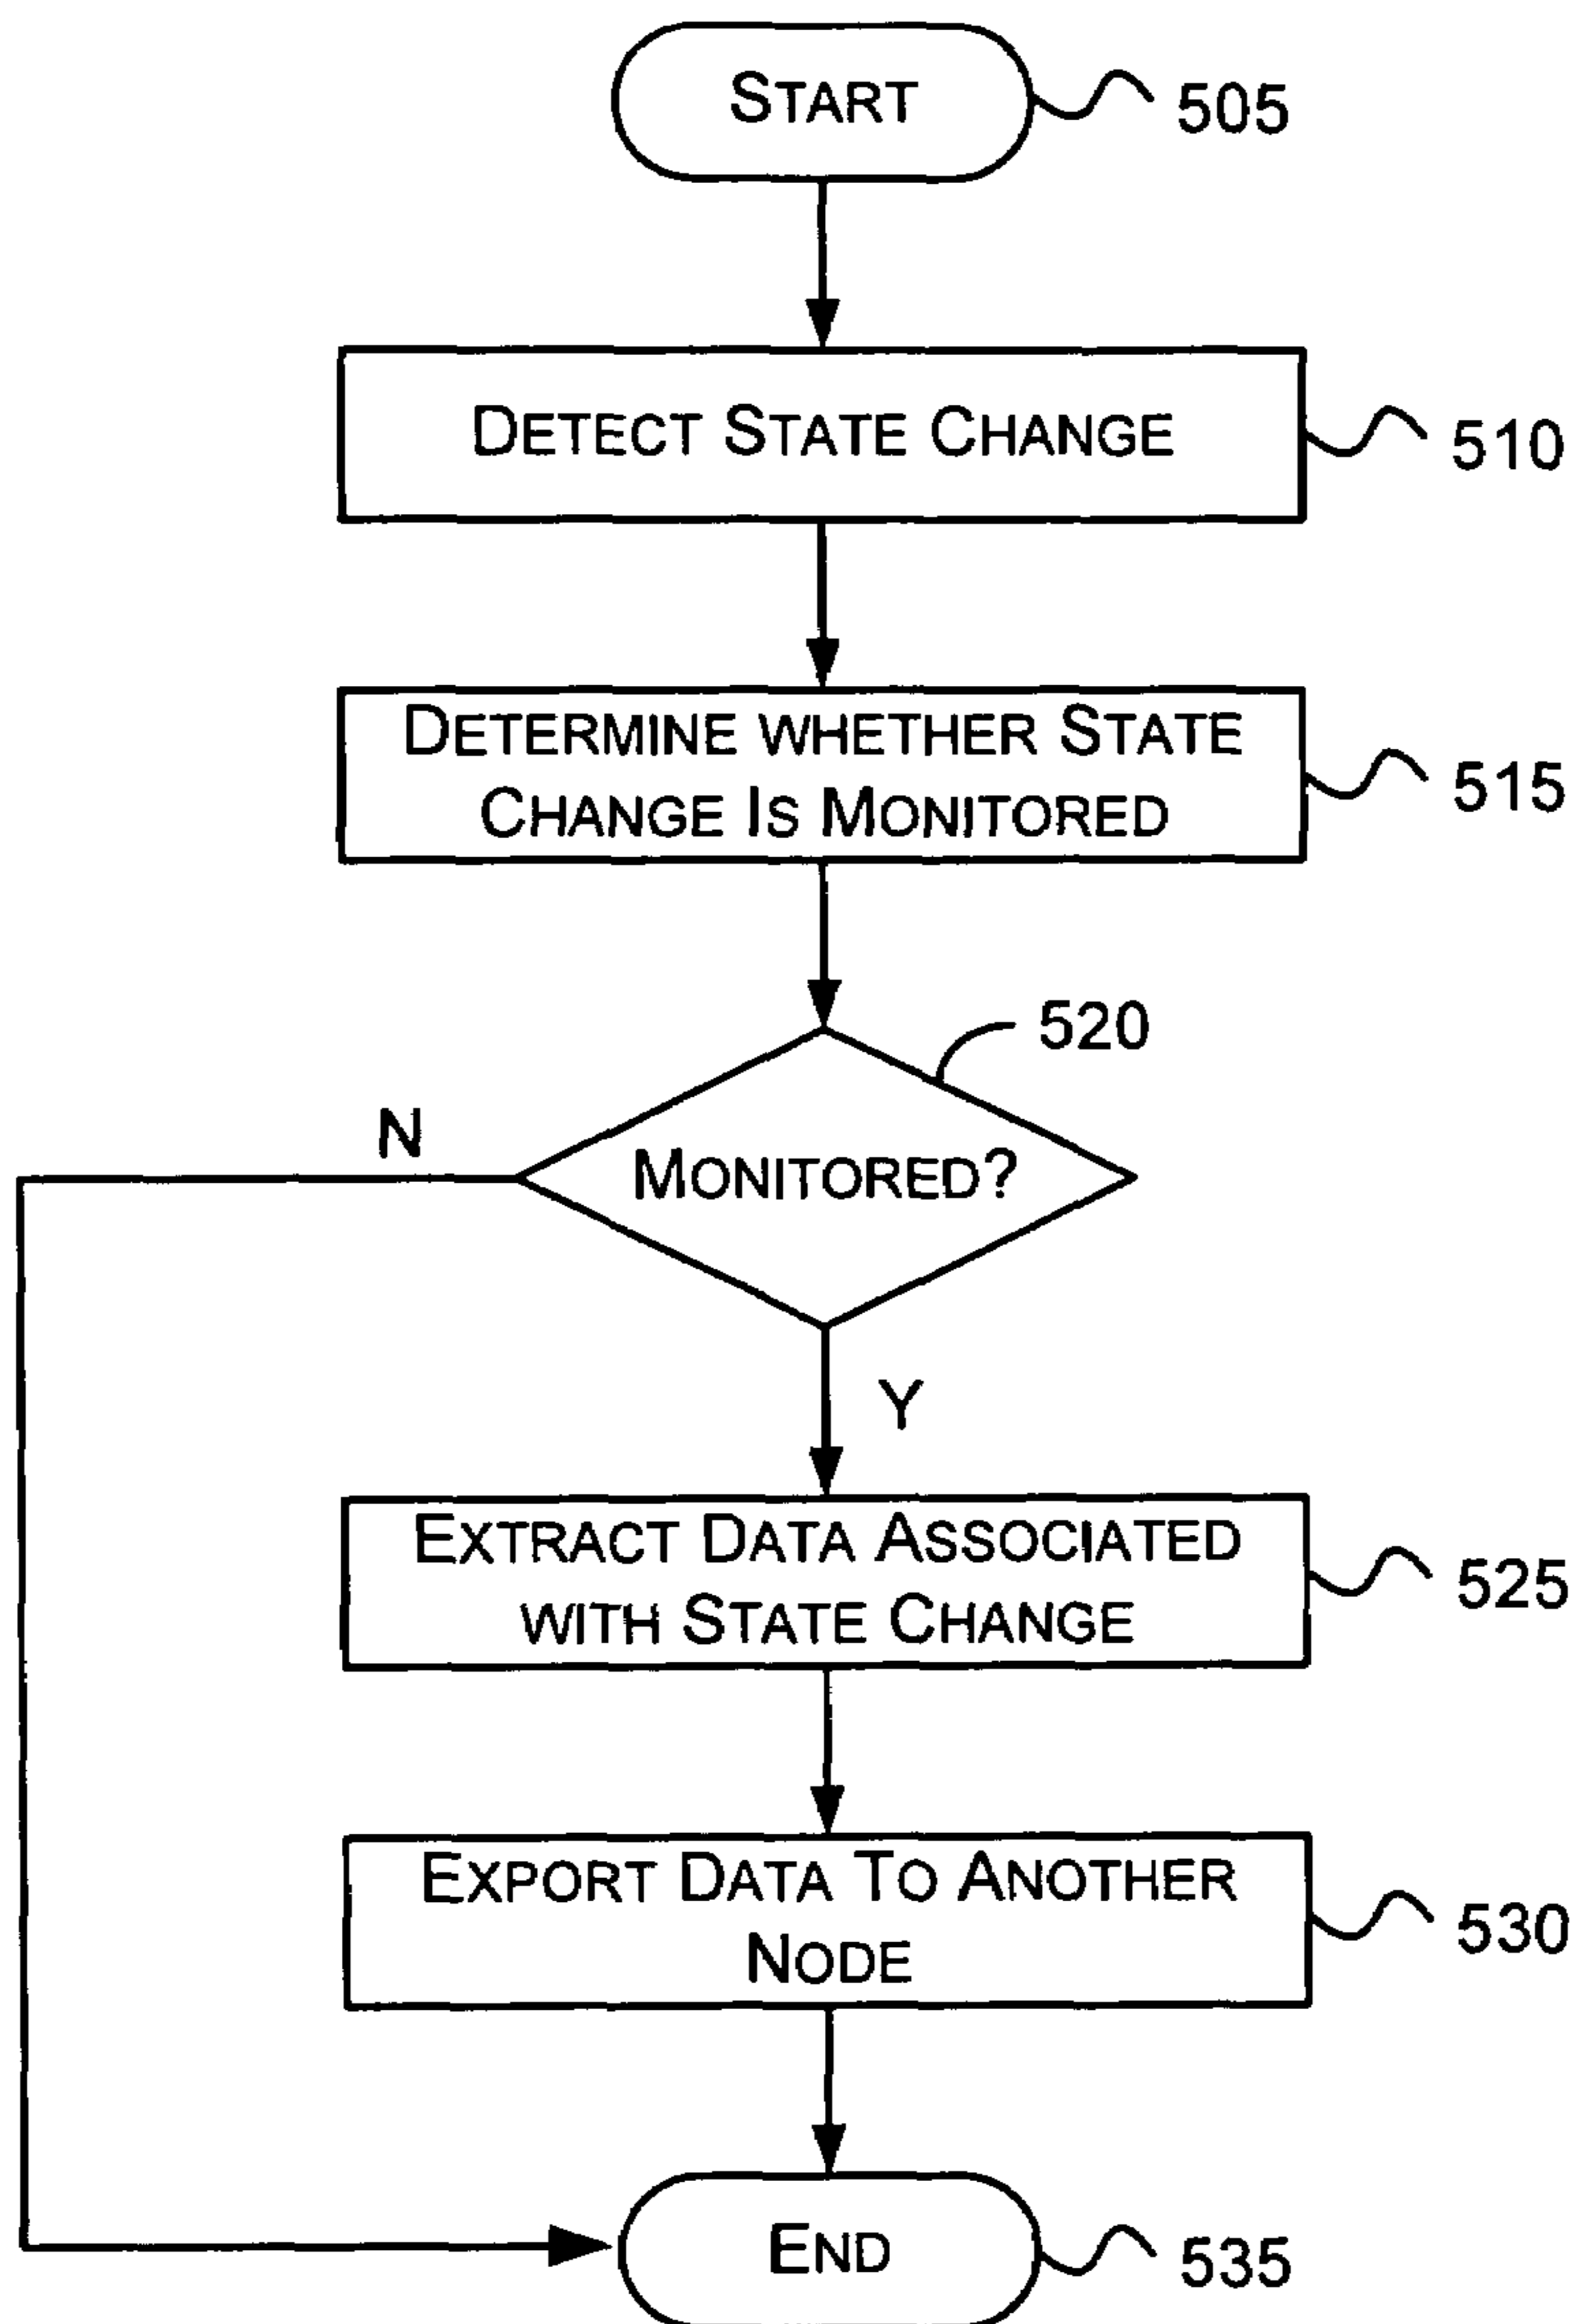 START
505
DETECT STATE CHANGE
510
DETERMINE WHETHER STATE
CHANGE IS MONITORED
515
520
N
MONITORED?
Y
EXTRACT DATA ASSOCIATED
WITH STATE CHANGE
525
EXPORT DATA TO ANOTHER
NODE
530
END
535